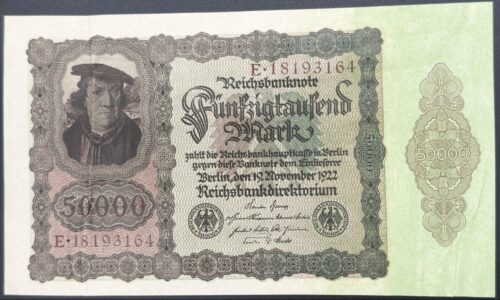 E·18193164
Reichsbanknote
Fünfzigtausend
Mark
zahlt die Reichsbankhauptkasse in Berlin
gegen diese Banknote dem Einlieferer
Berlin, den 19. November 1922
Reichsbankdirektorium
50000
E·18193164
50000
50000